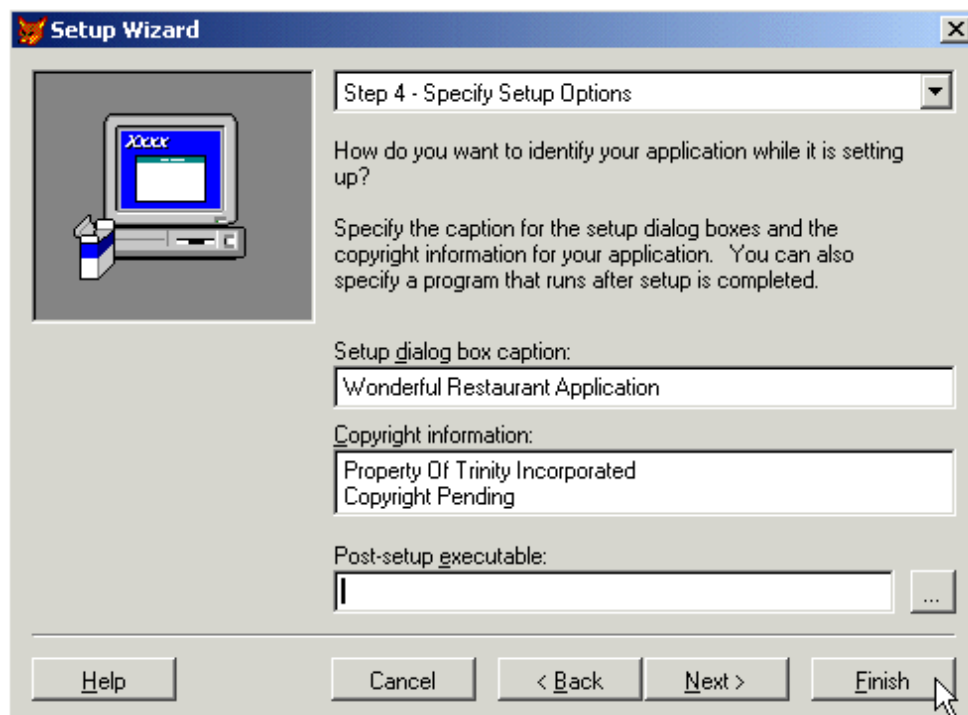 Setup Wizard
Xxxx
Step 4 - Specify Setup Options
How do you want to identify your application while it is setting
up?
Specify the caption for the setup dialog boxes and the
copyright information for your application.   You can also
specify a program that runs after setup is completed.
Setup dialog box caption:
Wonderful Restaurant Application
Copyright information:
Property Of Trinity Incorporated
Copyright Pending
Post-setup executable:
...
Help Cancel < Back Next > Finish